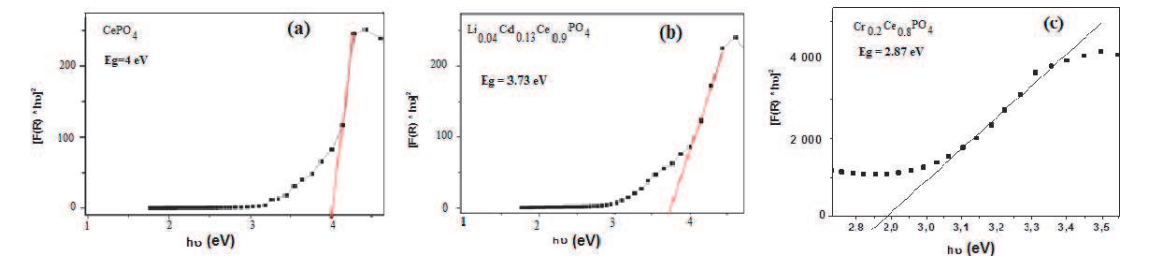 CePO4
(a)
Eg=4 eV
[F(R) * hυ]²
200
100
0
1 2 3 4
hυ (eV)
Li0.04Cd0.13Ce0.9PO4
(b)
Eg = 3.73 eV
[F(R) * hυ]²
200
100
0
1 2 3 4
hυ (eV)
Cr0.2Ce0.8PO4
(c)
Eg = 2.87 eV
[F(R) * hυ]²
4 000
2 000
0
2.8 2,0 3,0 3,1 3,2 3,3 3,4 3,5
hυ (eV)